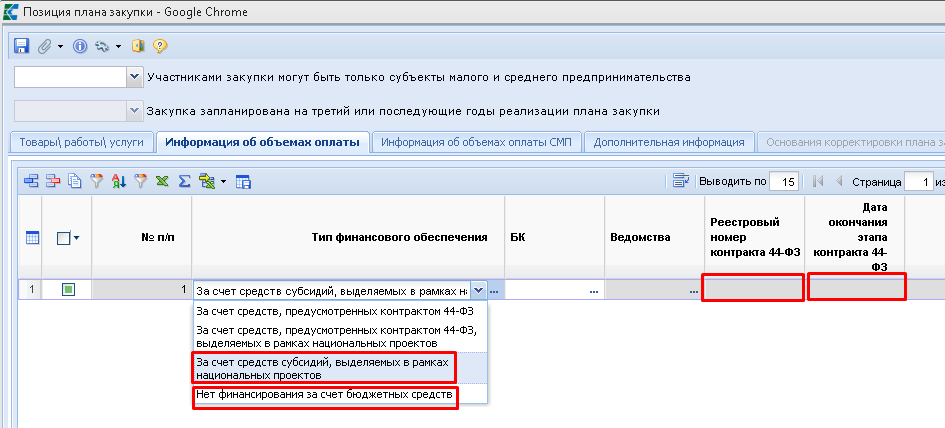 Позиция плана закупки - Google Chrome
Участниками закупки могут быть только субъекты малого и среднего предпринимательства
Закупка запланирована на третий или последующие годы реализации плана закупки
Товары\ работы\ услуги
Информация об объемах оплаты
Информация об объемах оплаты СМП
Дополнительная информация
Основания корректировки плана за
Выводить по 15
Страница 1 из
№ п/п
Тип финансового обеспечения
БК
Ведомства
Реестровый
номер
контракта 44-ФЗ
Дата
окончания
этапа
контракта 44-
ФЗ
1
1
За счет средств субсидий, выделяемых в рамках на
...
...
...
За счет средств, предусмотренных контрактом 44-ФЗ
За счет средств, предусмотренных контрактом 44-ФЗ,
выделяемых в рамках национальных проектов
За счет средств субсидий, выделяемых в рамках
национальных проектов
Нет финансирования за счет бюджетных средств